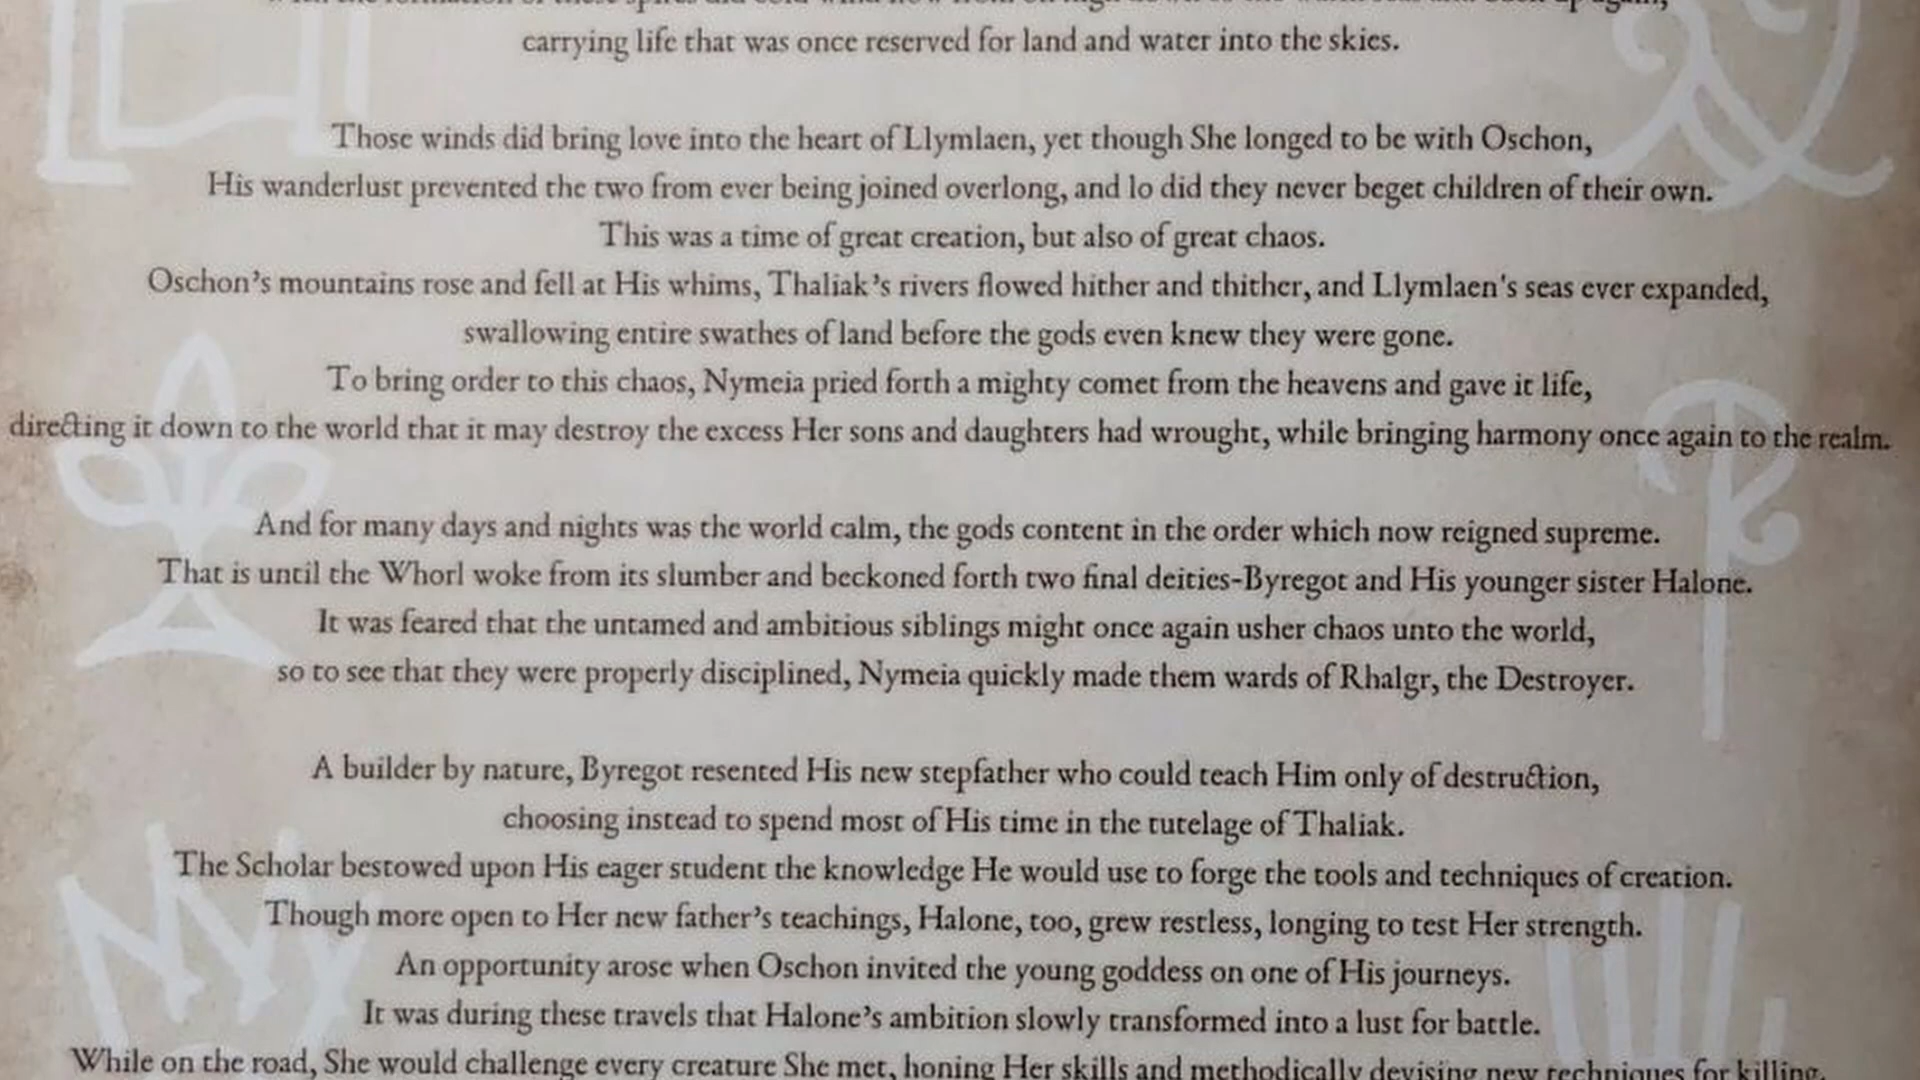 carrying life that was once reserved for land and water into the skies.
Those winds did bring love into the heart of Llymlaen, yet though She longed to be with Oschon,
His wanderlust prevented the two from ever being joined overlong, and lo did they never beget children of their own.
This was a time of great creation, but also of great chaos.
Oschon's mountains rose and fell at His whims, Thaliak's rivers flowed hither and thither, and Llymlaen's seas ever expanded,
swallowing entire swathes of land before the gods even knew they were gone.
To bring order to this chaos, Nymeia pried forth a mighty comet from the heavens and gave it life,
directing it down to the world that it may destroy the excess Her sons and daughters had wrought, while bringing harmony once again to the realm.
And for many days and nights was the world calm, the gods content in the order which now reigned supreme.
That is until the Whorl woke from its slumber and beckoned forth two final deities-Byregot and His younger sister Halone.
It was feared that the untamed and ambitious siblings might once again usher chaos unto the world,
so to see that they were properly disciplined, Nymeia quickly made them wards of Rhalgr, the Destroyer.
A builder by nature, Byregot resented His new stepfather who could teach Him only of destruction,
choosing instead to spend most of His time in the tutelage of Thaliak.
The Scholar bestowed upon His eager student the knowledge He would use to forge the tools and techniques of creation.
Though more open to Her new father's teachings, Halone, too, grew restless, longing to test Her strength.
An opportunity arose when Oschon invited the young goddess on one of His journeys.
It was during these travels that Halone's ambition slowly transformed into a lust for battle.
While on the road, She would challenge every creature She met, honing Her skills and methodically devising new techniques for killing.